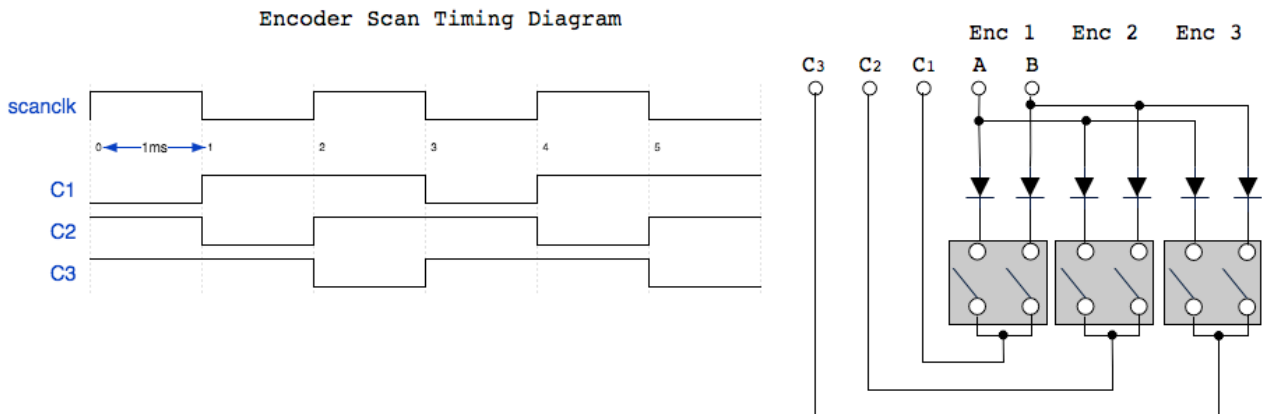 Encoder Scan Timing Diagram
scanclk
0 1ms 1 2 3 4 5
C1
C2
C3
Enc 1 Enc 2 Enc 3
C3 C2 C1 A B